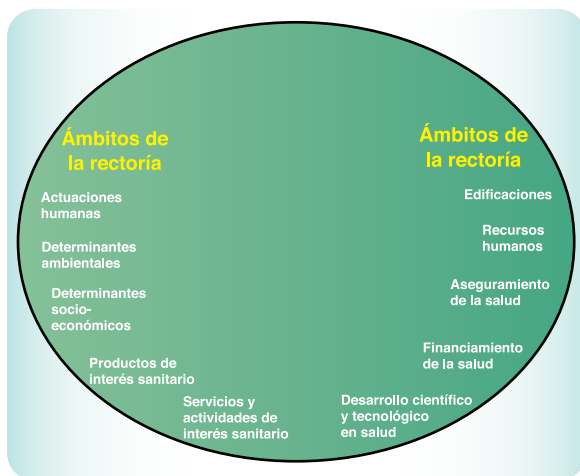 Ámbitos de
la rectoría
Actuaciones
humanas
Determinantes
ambientales
Determinantes
socio-
económicos
Productos de
interés sanitario
Servicios y
actividades de
interés sanitario
Ámbitos de
la rectoría
Edificaciones
Recursos
humanos
Aseguramiento
de la salud
Financiamiento
de la salud
Desarrollo científico
y tecnológico
en salud